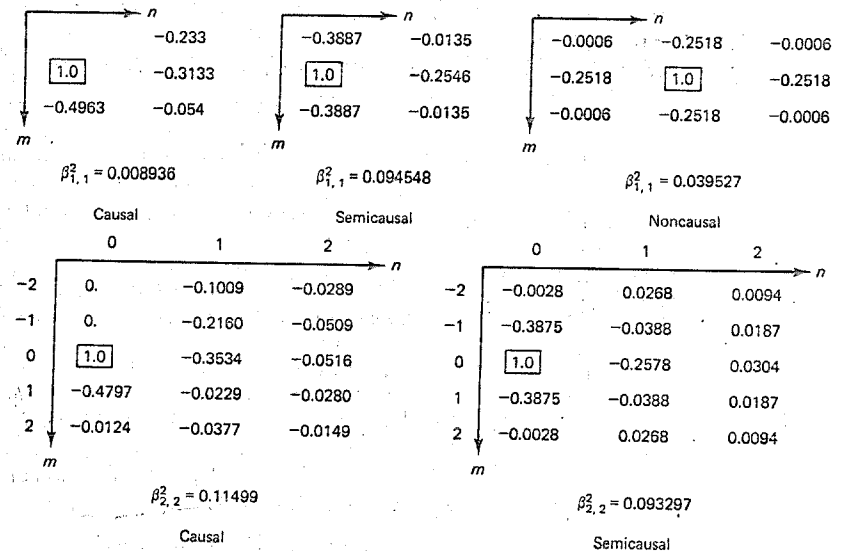 n n n
-0.233 -0.3887 -0.0135 -0.0006 -0.2518 -0.0006
1.0 -0.3133 1.0 -0.2546 -0.2518 1.0 -0.2518
-0.4963 -0.054 -0.3887 -0.0135 -0.0006 -0.2518 -0.0006
m m m
β²₁,₁ = 0.008936 β²₁,₁ = 0.094548 β²₁,₁ = 0.039527
Causal Semicausal Noncausal
0 1 2 n 0 1 2 n
-2 0. -0.1009 -0.0289 -2 -0.0028 0.0268 0.0094
-1 0. -0.2160 -0.0509 -1 -0.3875 -0.0388 0.0187
0 1.0 -0.3534 -0.0516 0 1.0 -0.2578 0.0304
1 -0.4797 -0.0229 -0.0280 1 -0.3875 -0.0388 0.0187
2 -0.0124 -0.0377 -0.0149 2 -0.0028 0.0268 0.0094
m m
β²₂,₂ = 0.11499 β²₂,₂ = 0.093297
Causal Semicausal